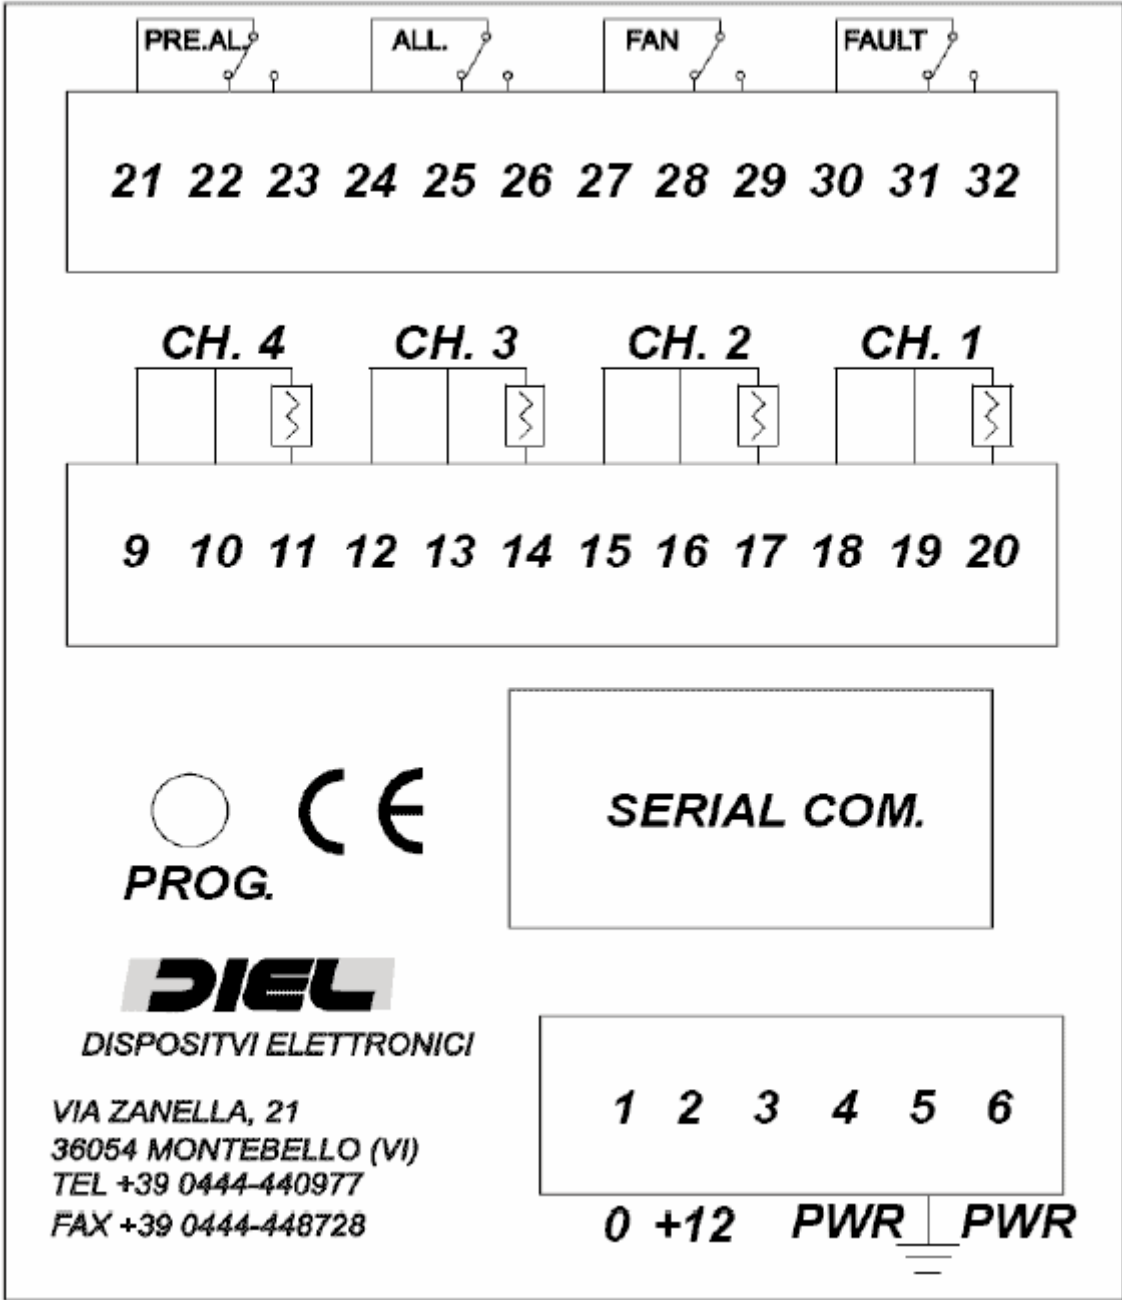 PRE.AL. ALL. FAN FAULT
21 22 23 24 25 26 27 28 29 30 31 32
CH. 4 CH. 3 CH. 2 CH. 1
9 10 11 12 13 14 15 16 17 18 19 20
SERIAL COM.
CE
PROG.
DIEL
DISPOSITVI ELETTRONICI
VIA ZANELLA, 21
36054 MONTEBELLO (VI)
TEL +39 0444-440977
FAX +39 0444-448728
1 2 3 4 5 6
0 +12 PWR PWR